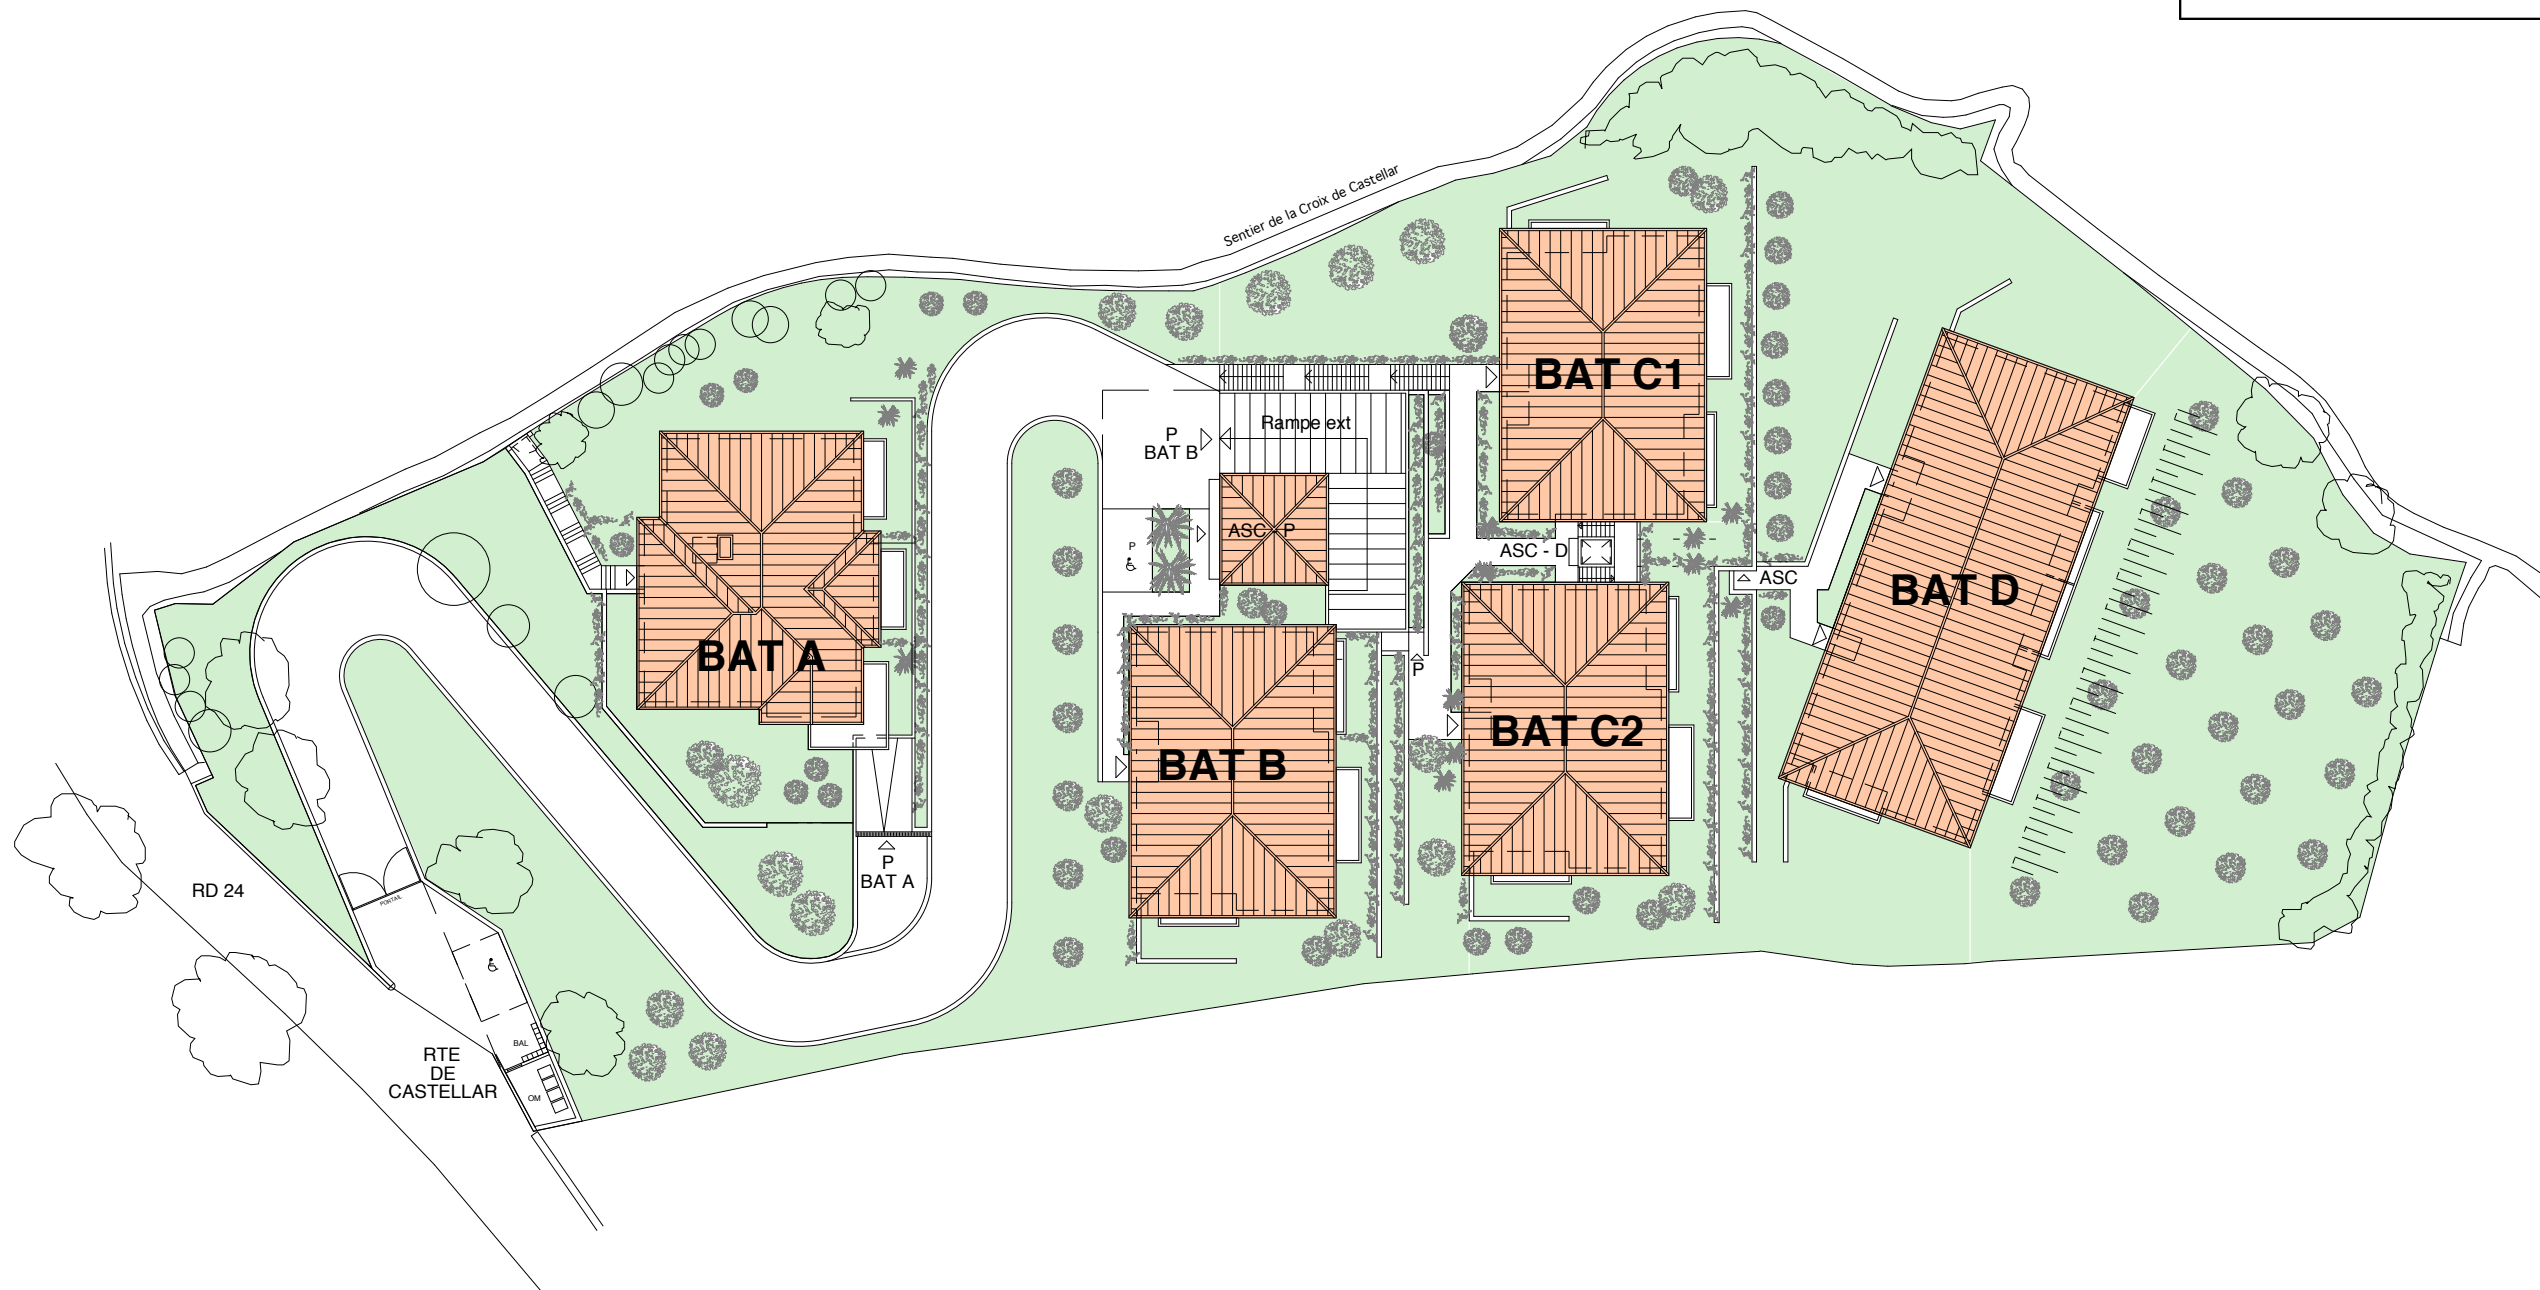 Sentier de la Croix de Castellar
BAT C1
Rampe ext
P
BAT B
ASC - P
P
ASC - D
ASC
BAT D
BAT A
P
BAT C2
BAT B
P
BAT A
RD 24
PORTAIL
BAL
RTE
DE
CASTELLAR
OM